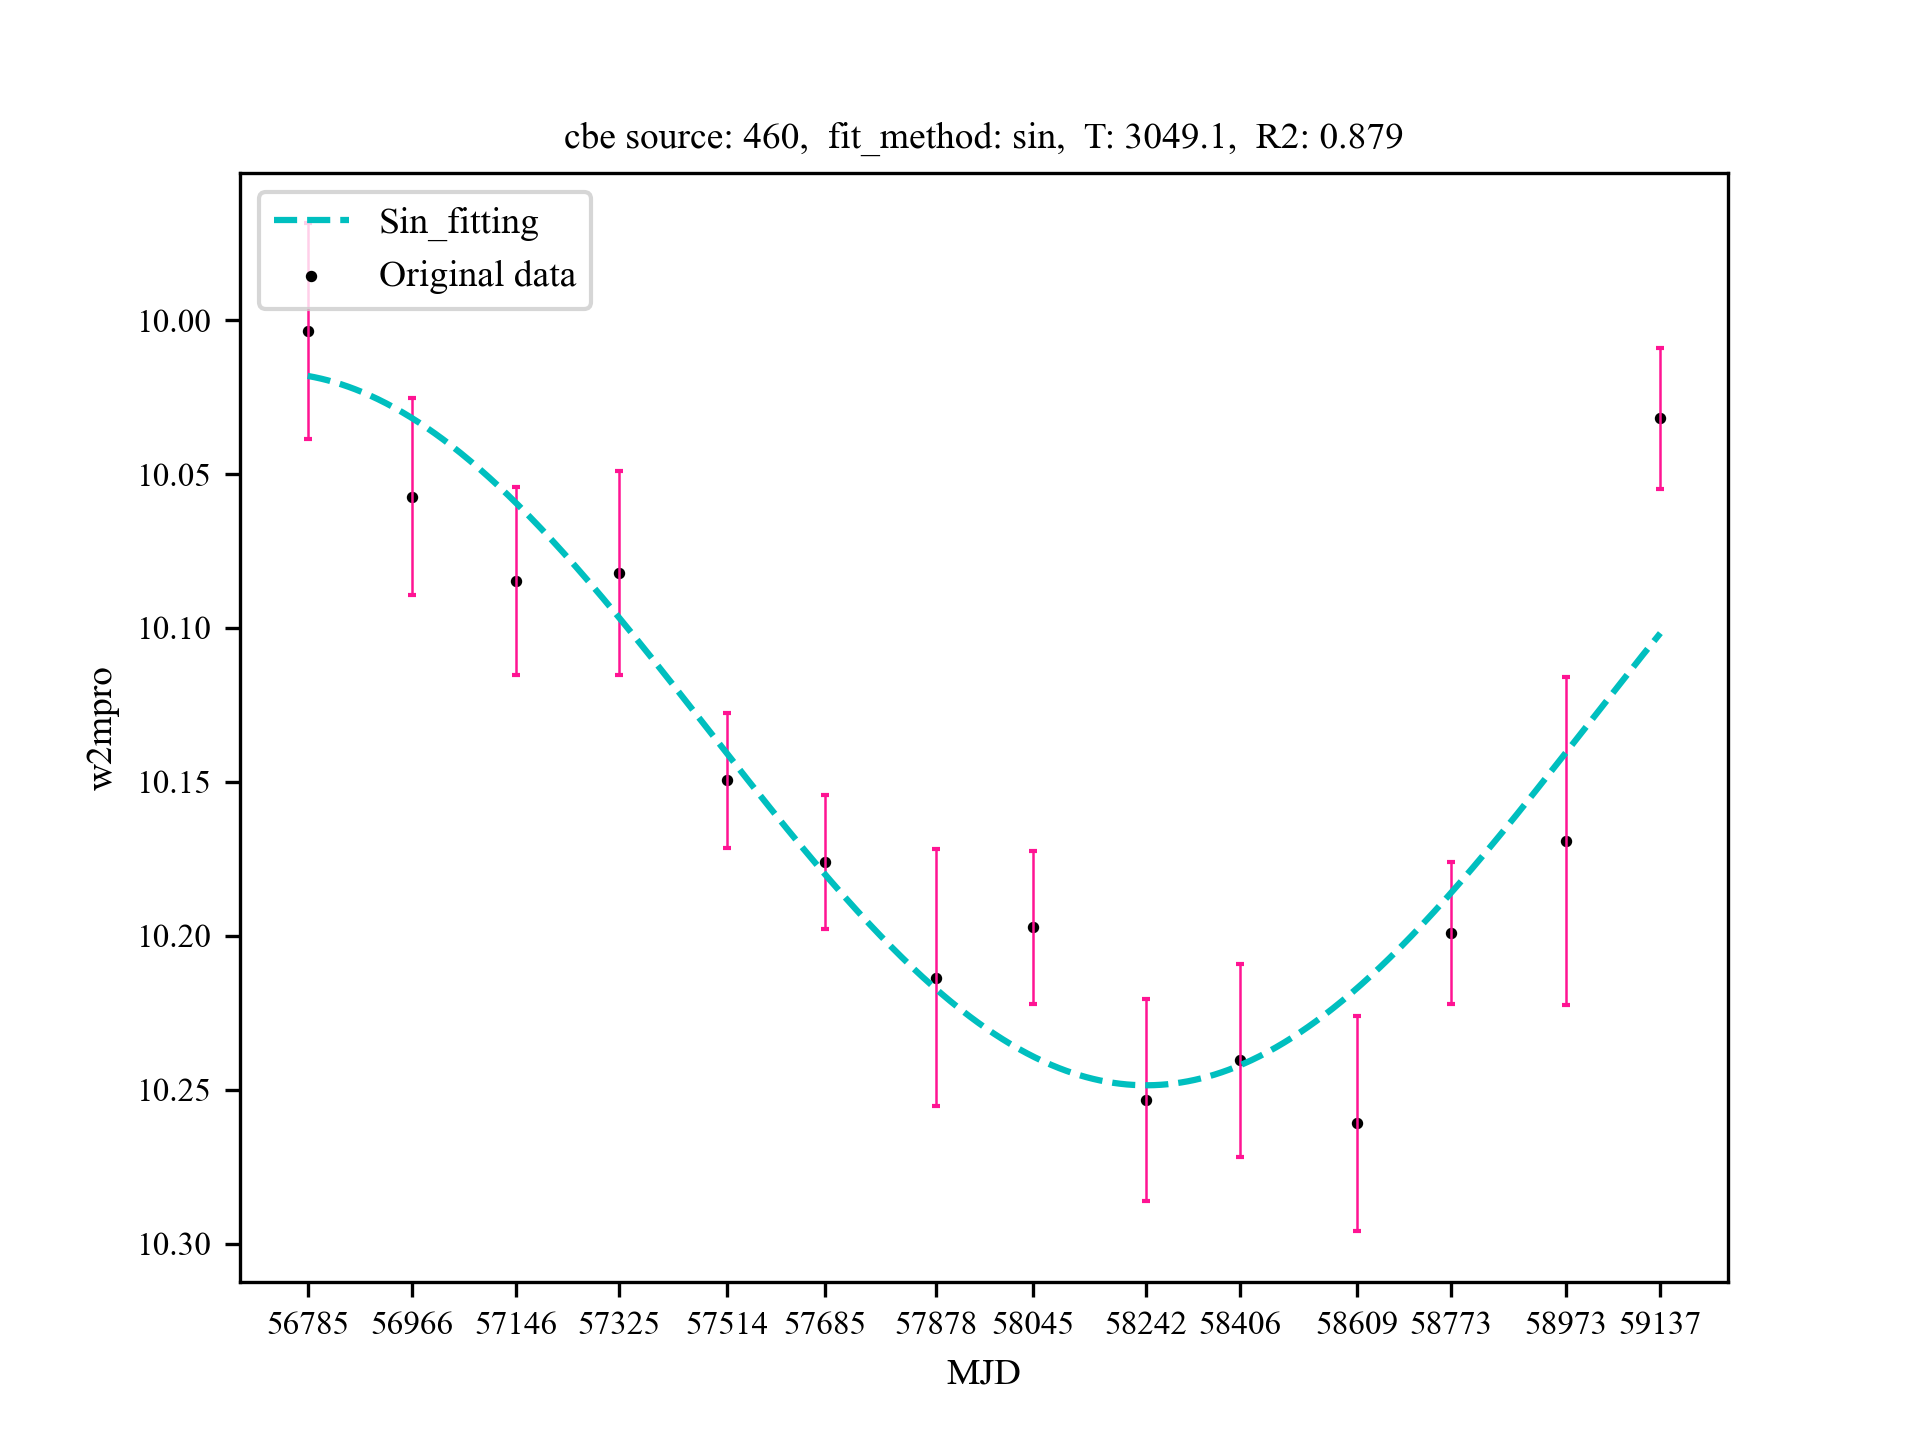 cbe source: 460,  fit_method: sin,  T: 3049.1,  R2: 0.879
Sin_fitting
Original data
10.00
10.05
10.10
10.15
10.20
10.25
10.30
w2mpro
56785 56966 57146 57325 57514 57685 57878 58045 58242 58406 58609 58773 58973 59137
MJD